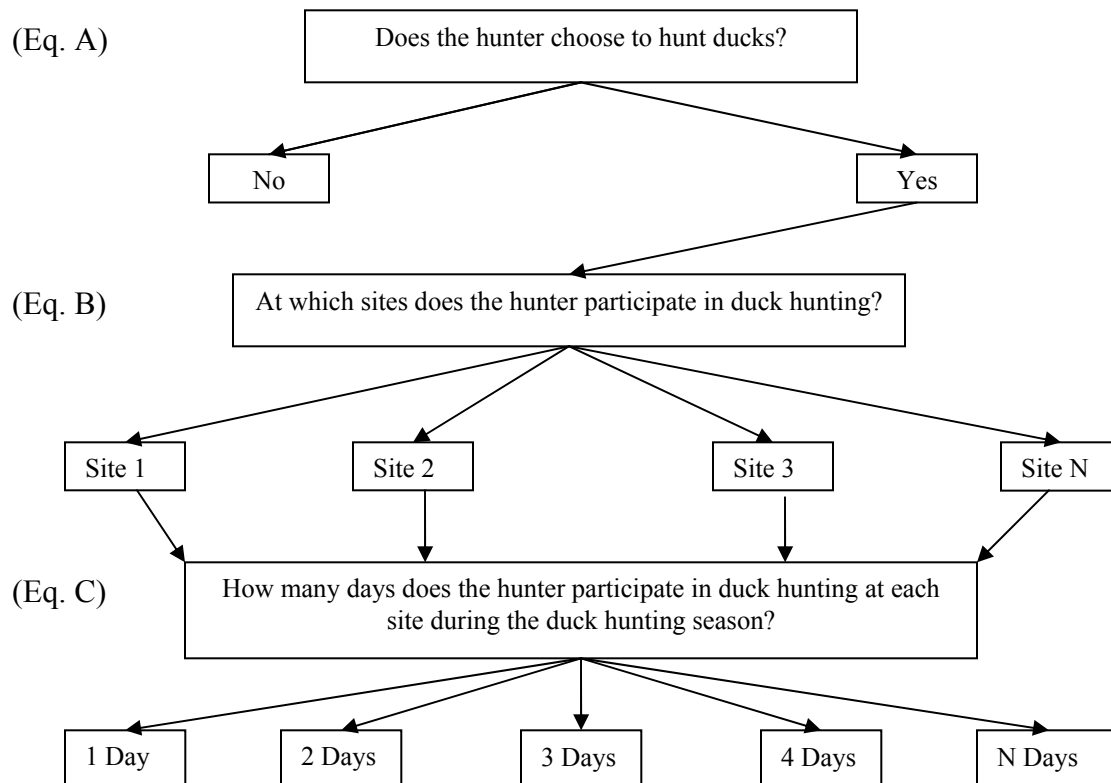 (Eq. A)
Does the hunter choose to hunt ducks?
No
Yes
(Eq. B)
At which sites does the hunter participate in duck hunting?
Site 1
Site 2
Site 3
Site N
(Eq. C)
How many days does the hunter participate in duck hunting at each
site during the duck hunting season?
1 Day
2 Days
3 Days
4 Days
N Days